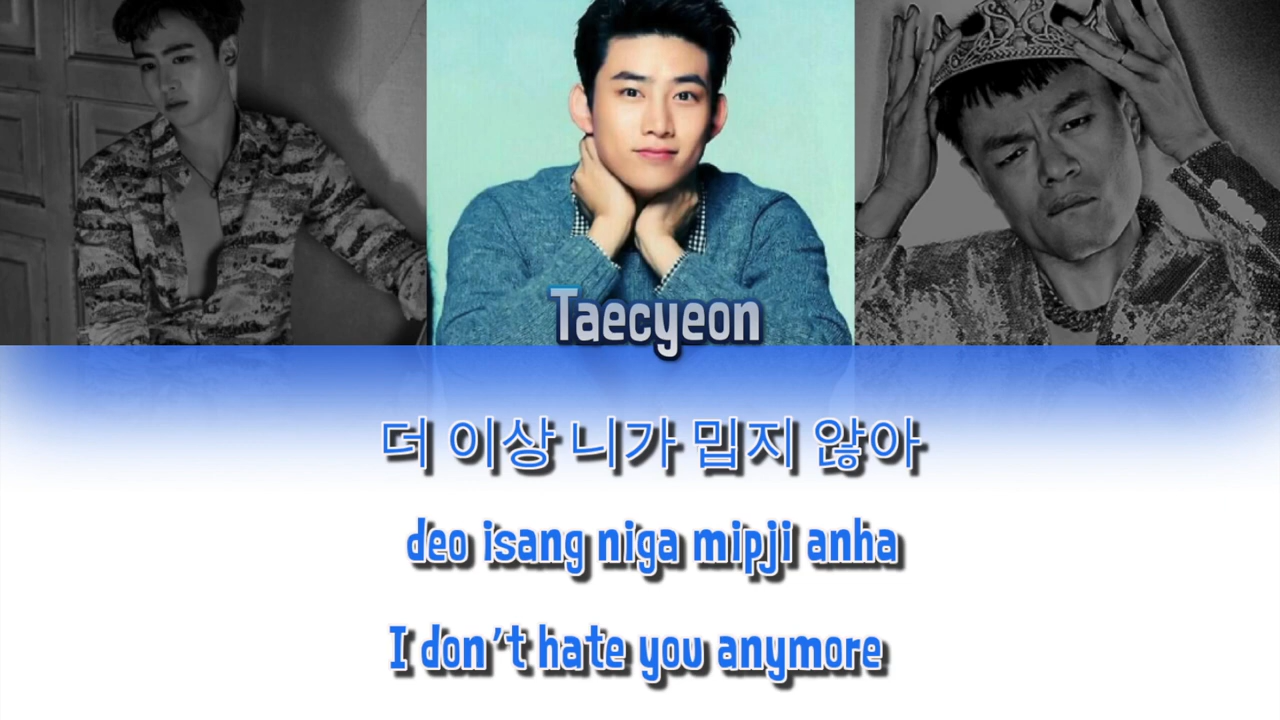 Taecyeon
더 이상 니가 밉지 않아
deo isang niga mipji anha
I don't hate you anymore